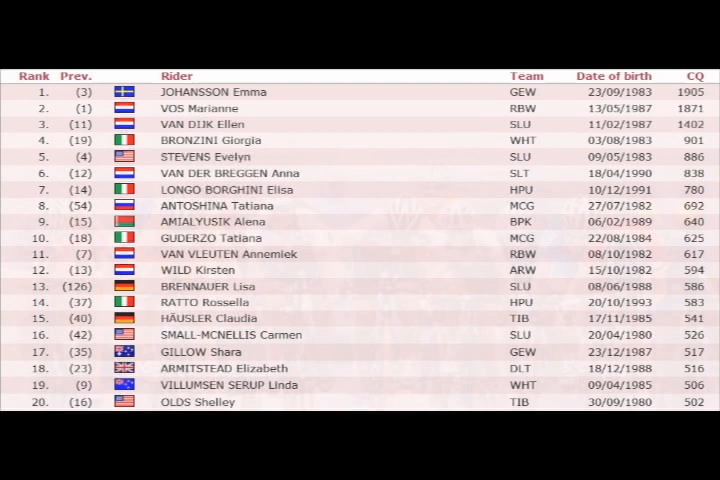 Rank Prev. Rider Team Date of birth CQ
1. (3) JOHANSSON Emma GEW 23/09/1983 1905
2. (1) VOS Marianne RBW 13/05/1987 1871
3. (11) VAN DIJK Ellen SLU 11/02/1987 1402
4. (19) BRONZINI Giorgia WHT 03/08/1983 901
5. (4) STEVENS Evelyn SLU 09/05/1983 886
6. (12) VAN DER BREGGEN Anna SLT 18/04/1990 838
7. (14) LONGO BORGHINI Elisa HPU 10/12/1991 780
8. (54) ANTOSHINA Tatiana MCG 27/07/1982 692
9. (15) AMIALYUSIK Alena BPK 06/02/1989 640
10. (18) GUDERZO Tatiana MCG 22/08/1984 625
11. (7) VAN VLEUTEN Annemiek RBW 08/10/1982 617
12. (13) WILD Kirsten ARW 15/10/1982 594
13. (126) BRENNAUER Lisa SLU 08/06/1988 586
14. (37) RATTO Rossella HPU 20/10/1993 583
15. (40) HÄUSLER Claudia TIB 17/11/1985 541
16. (42) SMALL-MCNELLIS Carmen SLU 20/04/1980 526
17. (35) GILLOW Shara GEW 23/12/1987 517
18. (23) ARMITSTEAD Elizabeth DLT 18/12/1988 516
19. (9) VILLUMSEN SERUP Linda WHT 09/04/1985 506
20. (16) OLDS Shelley TIB 30/09/1980 502